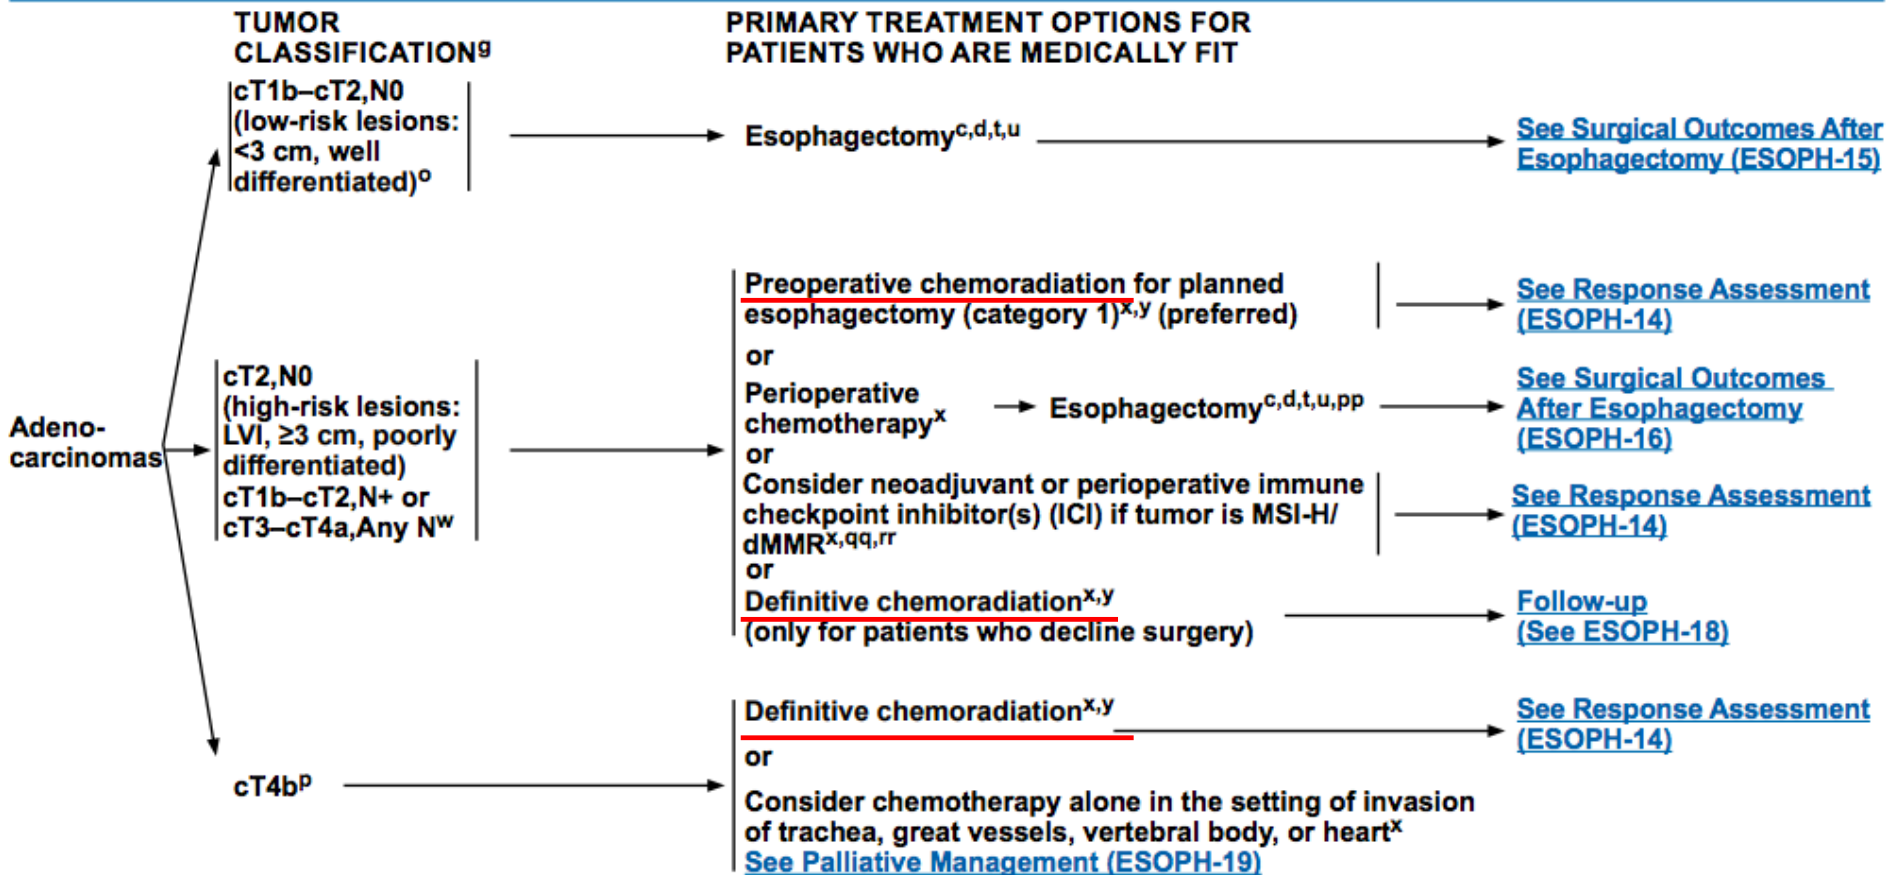 TUMOR
CLASSIFICATIONg
PRIMARY TREATMENT OPTIONS FOR
PATIENTS WHO ARE MEDICALLY FIT
Adeno-
carcinomas
cT1b–cT2,N0
(low-risk lesions:
<3 cm, well
differentiated)o
Esophagectomyc,d,t,u
See Surgical Outcomes After
Esophagectomy (ESOPH-15)
cT2,N0
(high-risk lesions:
LVI, ≥3 cm, poorly
differentiated)
cT1b–cT2,N+ or
cT3–cT4a,Any Nw
Preoperative chemoradiation for planned
esophagectomy (category 1)x,y (preferred)
See Response Assessment
(ESOPH-14)
or
Perioperative
chemotherapyx
Esophagectomyc,d,t,u,pp
See Surgical Outcomes
After Esophagectomy
(ESOPH-16)
or
Consider neoadjuvant or perioperative immune
checkpoint inhibitor(s) (ICI) if tumor is MSI-H/
dMMRx,qq,rr
See Response Assessment
(ESOPH-14)
or
Definitive chemoradiationx,y
(only for patients who decline surgery)
Follow-up
(See ESOPH-18)
cT4bp
Definitive chemoradiationx,y
See Response Assessment
(ESOPH-14)
or
Consider chemotherapy alone in the setting of invasion
of trachea, great vessels, vertebral body, or heartx
See Palliative Management (ESOPH-19)